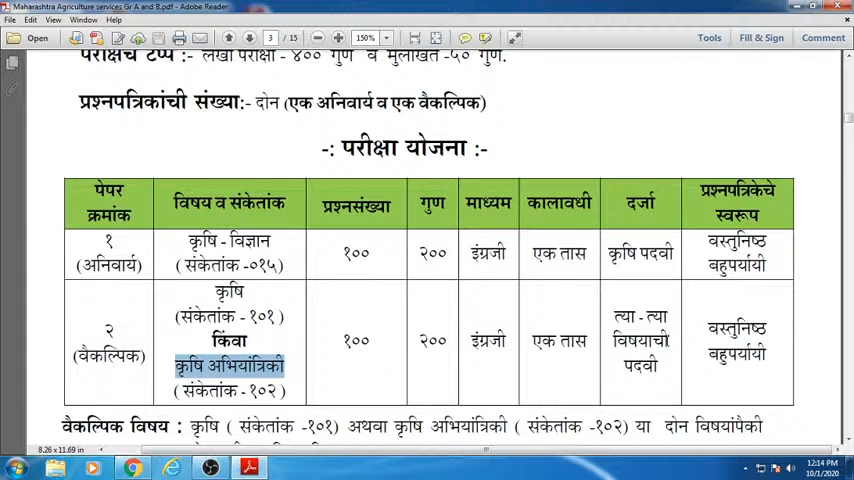 Maharashtra Agriculture services Gr A and B.pdf - Adobe Reader
File Edit View Window Help
Open 3 / 15 150% Tools Fill & Sign Comment
परीक्षेचे टप्पे :- लेखी परीक्षा - ४०० गुण व मुलाखत -५० गुण.
प्रश्नपत्रिकांची संख्या:- दोन (एक अनिवार्य व एक वैकल्पिक)
-: परीक्षा योजना :-
पेपर क्रमांक विषय व संकेतांक प्रश्नसंख्या गुण माध्यम कालावधी दर्जा प्रश्नपत्रिकेचे स्वरूप
१ (अनिवार्य) कृषि - विज्ञान ( संकेतांक -०१५) १०० २०० इंग्रजी एक तास कृषि पदवी वस्तुनिष्ठ बहुपर्यायी
२ (वैकल्पिक) कृषि (संकेतांक - १०१ ) किंवा कृषि अभियांत्रिकी ( संकेतांक - १०२ ) १०० २०० इंग्रजी एक तास त्या - त्या विषयाची पदवी वस्तुनिष्ठ बहुपर्यायी
वैकल्पिक विषय : कृषि ( संकेतांक -१०१) अथवा कृषि अभियांत्रिकी ( संकेतांक -१०२) या दोन विषयांपैकी
8.26 x 11.69 in
12:14 PM
10/1/2020